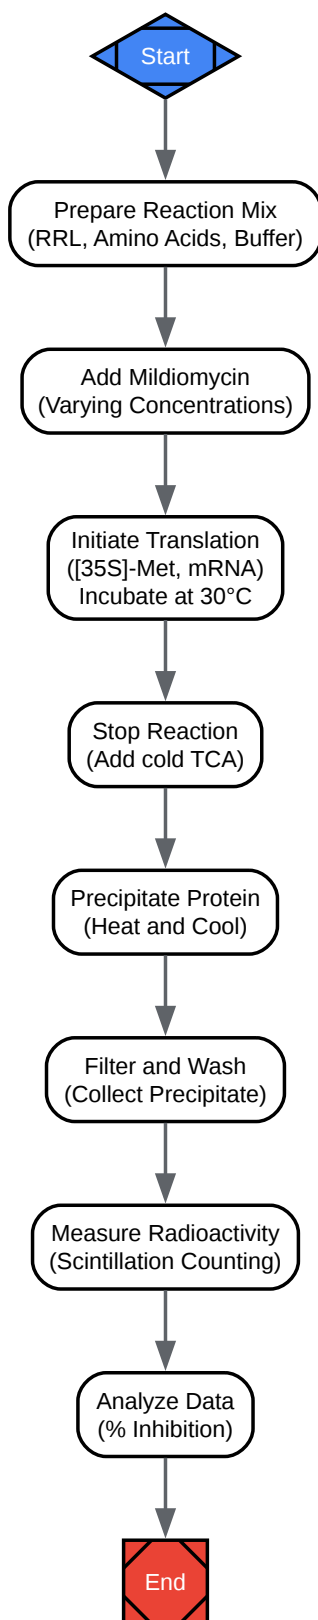 Start
Prepare Reaction Mix
(RRL, Amino Acids, Buffer)
Add Mildiomycin
(Varying Concentrations)
Initiate Translation
([35S]-Met, mRNA)
Incubate at 30°C
Stop Reaction
(Add cold TCA)
Precipitate Protein
(Heat and Cool)
Filter and Wash
(Collect Precipitate)
Measure Radioactivity
(Scintillation Counting)
Analyze Data
(% Inhibition)
End